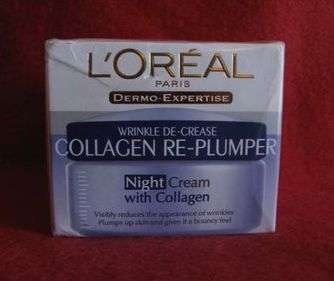 L'ORÉAL
PARIS
DERMO-EXPERTISE
WRINKLE DE-CREASE
COLLAGEN RE-PLUMPER
Night Cream
with Collagen
Visibly reduces the appearance of wrinkles
Plumps up skin and gives it a bouncy feel